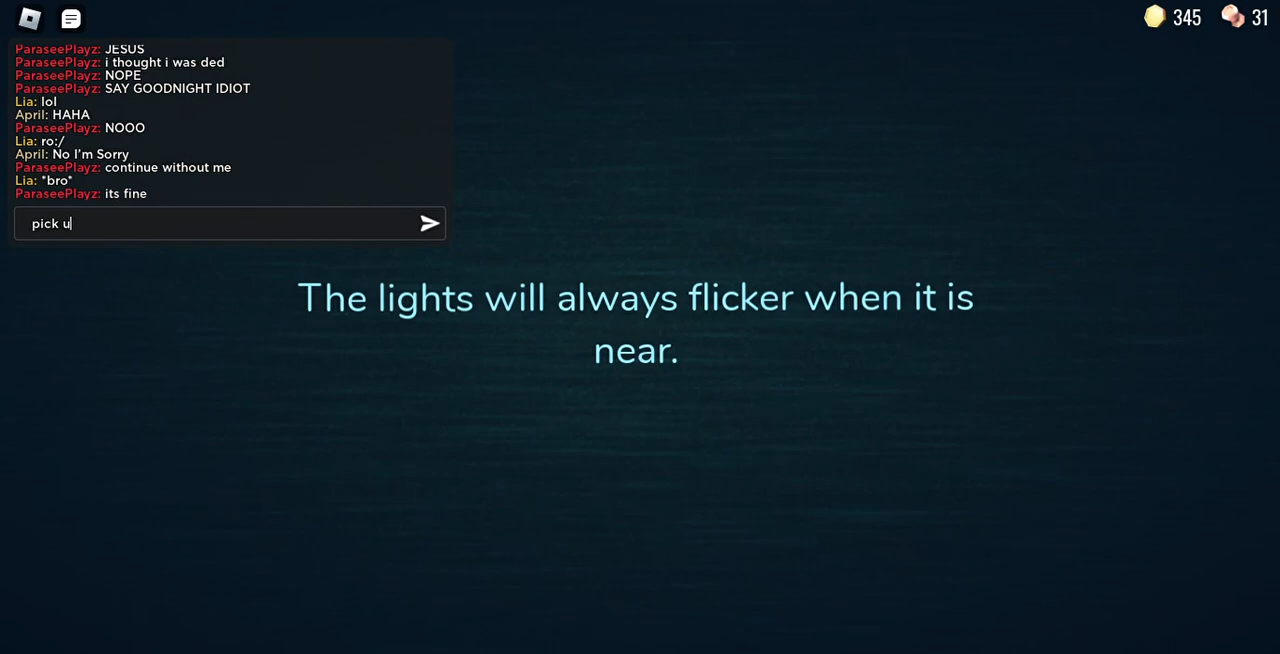 345 31
ParaseePlayz: JESUS
ParaseePlayz: i thought i was ded
ParaseePlayz: NOPE
ParaseePlayz: SAY GOODNIGHT IDIOT
Lia: lol
April: HAHA
ParaseePlayz: NOOO
Lia: ro:/
April: No I'm Sorry
ParaseePlayz: continue without me
Lia: *bro*
ParaseePlayz: its fine
pick u
The lights will always flicker when it is
near.